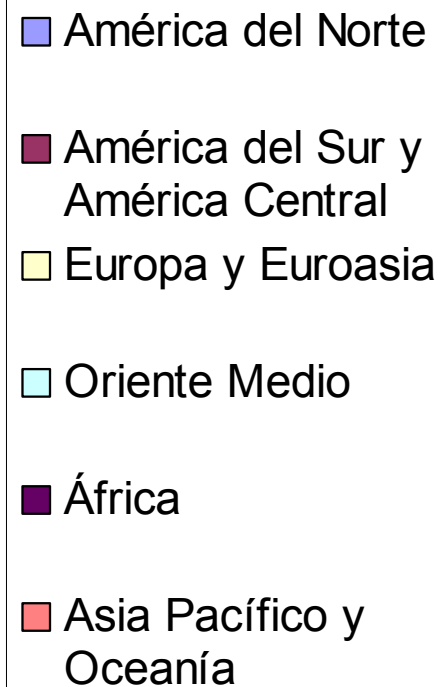 América del Norte
América del Sur y
América Central
Europa y Euroasia
Oriente Medio
África
Asia Pacífico y
Oceanía